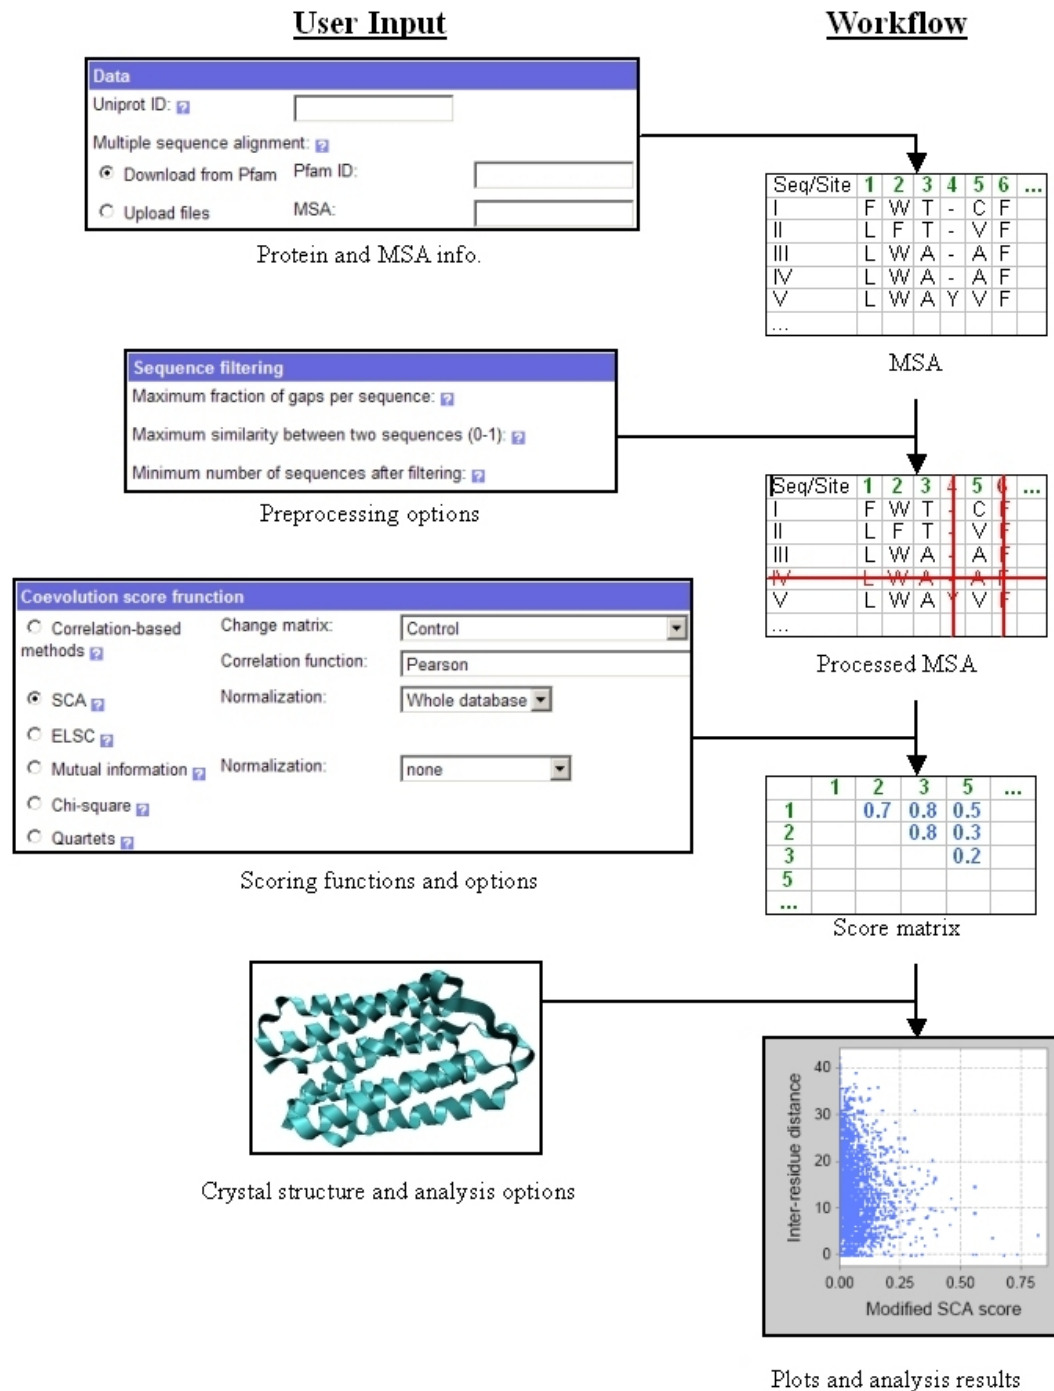 User Input
Workflow
Data
Uniprot ID: ?
Multiple sequence alignment: ?
Download from Pfam Pfam ID:
Upload files MSA:
Protein and MSA info.
Seq/Site 1 2 3 4 5 6 ...
I F W T - C F
II L F T - V F
III L W A - A F
IV L W A - A F
V L W A Y V F
...
MSA
Sequence filtering
Maximum fraction of gaps per sequence: ?
Maximum similarity between two sequences (0-1): ?
Minimum number of sequences after filtering: ?
Preprocessing options
Seq/Site 1 2 3 4 5 6 ...
I F W T - C F
II L F T - V F
III L W A - A F
IV L W A - A F
V L W A Y V F
...
Processed MSA
Coevolution score frunction
Correlation-based methods ? Change matrix: Control
Correlation function: Pearson
SCA ? Normalization: Whole database
ELSC ?
Mutual information ? Normalization: none
Chi-square ?
Quartets ?
Scoring functions and options
1 2 3 5 ...
1 0.7 0.8 0.5
2 0.8 0.3
3 0.2
5
...
Score matrix
Crystal structure and analysis options
Inter-residue distance
40
30
20
10
0
0.00 0.25 0.50 0.75
Modified SCA score
Plots and analysis results